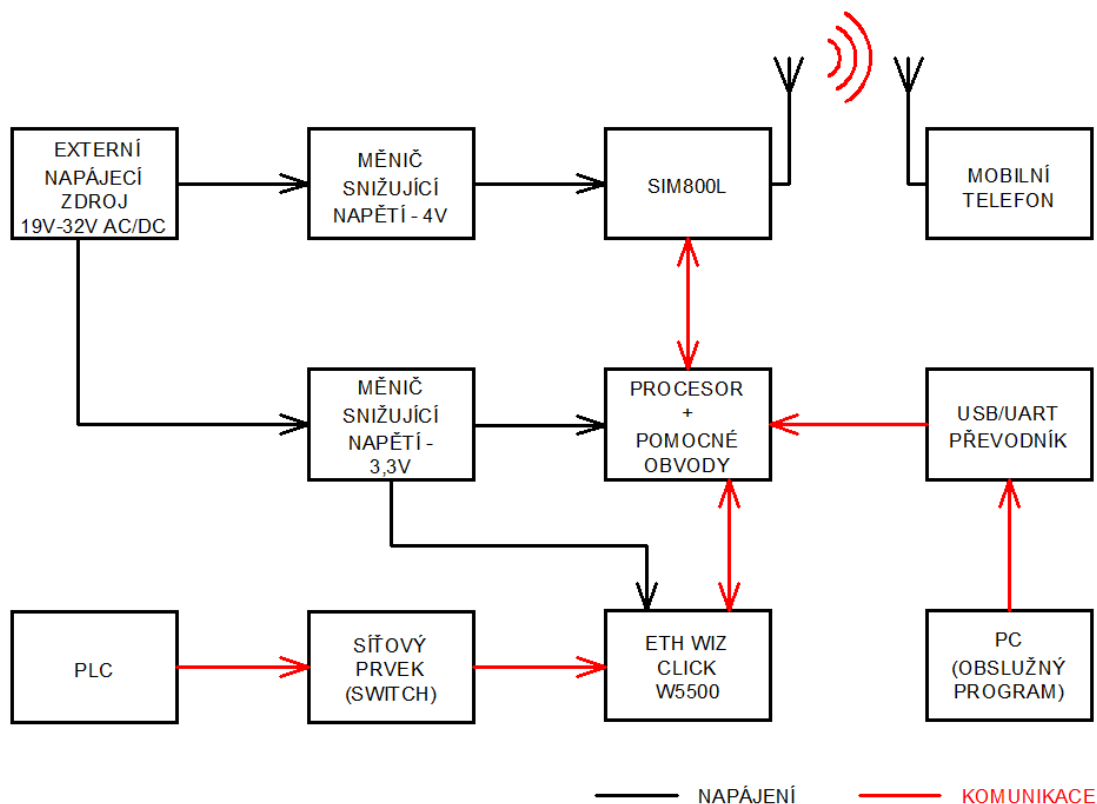 EXTERNÍ
NAPÁJECÍ
ZDROJ
19V-32V AC/DC
MĚNIČ
SNIŽUJÍCÍ
NAPĚTÍ - 4V
SIM800L
MOBILNÍ
TELEFON
MĚNIČ
SNIŽUJÍCÍ
NAPĚTÍ -
3,3V
PROCESOR
+
POMOCNÉ
OBVODY
USB/UART
PŘEVODNÍK
PLC
SÍŤOVÝ
PRVEK
(SWITCH)
ETH WIZ
CLICK
W5500
PC
(OBSLUŽNÝ
PROGRAM)
NAPÁJENÍ
KOMUNIKACE